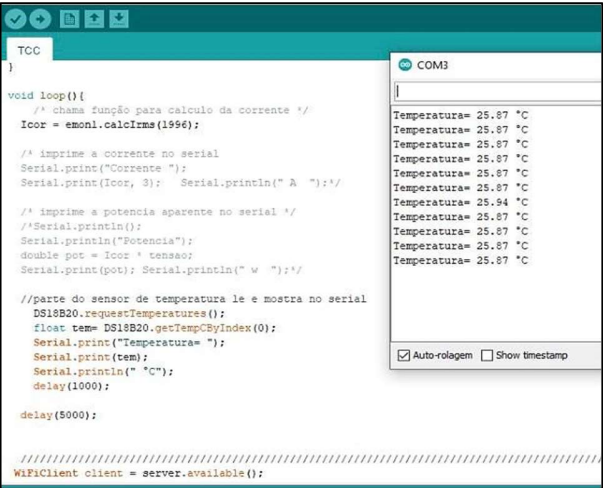 TCC
}
void loop(){
/* chama função para calculo da corrente */
Icor = emon1.calcIrms(1996);
/* imprime a corrente no serial
Serial.print("Corrente ");
Serial.print(Icor, 3);   Serial.println(" A  ");*/
/* imprime a potencia aparente no serial */
/*Serial.println();
Serial.println("Potencia");
double pot = Icor * tensao;
Serial.print(pot); Serial.println(" w  ");*/
//parte do sensor de temperatura le e mostra no serial
DS18B20.requestTemperatures();
float tem= DS18B20.getTempCByIndex(0);
Serial.print("Temperatura= ");
Serial.print(tem);
Serial.println(" °C");
delay(1000);
delay(5000);
////////////////////////////////////////////////////////////////////////////////////////
WiFiClient client = server.available();
COM3
Temperatura= 25.87 °C
Temperatura= 25.87 °C
Temperatura= 25.87 °C
Temperatura= 25.87 °C
Temperatura= 25.87 °C
Temperatura= 25.87 °C
Temperatura= 25.94 °C
Temperatura= 25.87 °C
Temperatura= 25.87 °C
Temperatura= 25.87 °C
Temperatura= 25.87 °C
Auto-rolagem
Show timestamp